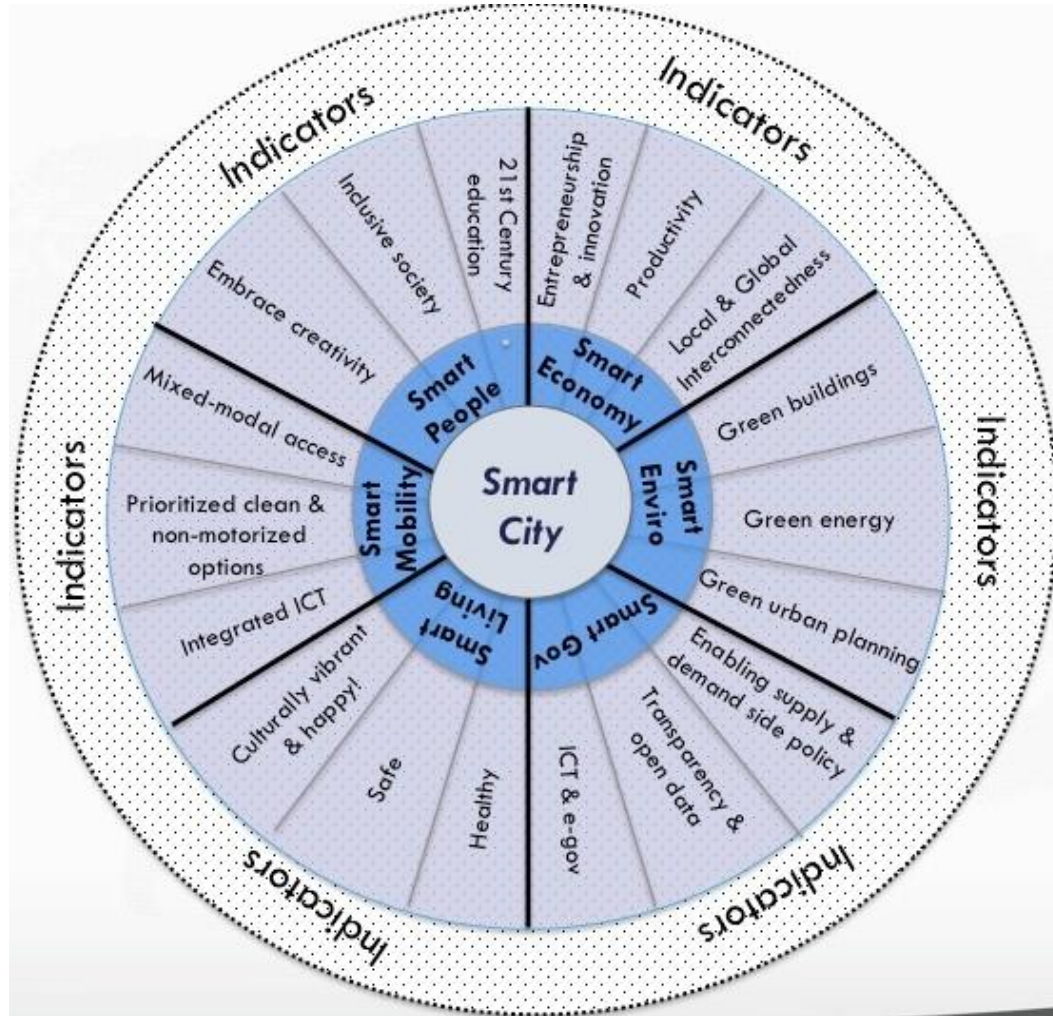 Indicators
Indicators
Indicators
Indicators
Indicators
Indicators
Smart
City
Smart
Economy
Entrepreneurship
& innovation
Productivity
Local & Global
Interconnectedness
Smart
Enviro
Green buildings
Green energy
Green urban planning
Smart Gov
Enabling supply &
demand side policy
Transparency &
open data
ICT & e-gov
Smart
Living
Healthy
Safe
Culturally vibrant
& happy!
Smart
Mobility
Integrated ICT
Prioritized clean &
non-motorized
options
Mixed-modal access
Smart
People
Embrace creativity
Inclusive society
21st Century
education